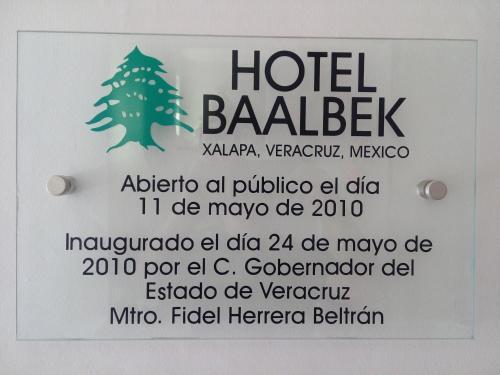 HOTEL
BAALBEK
XALAPA, VERACRUZ, MEXICO
Abierto al público el día
11 de mayo de 2010
Inaugurado el día 24 de mayo de
2010 por el C. Gobernador del
Estado de Veracruz
Mtro. Fidel Herrera Beltrán